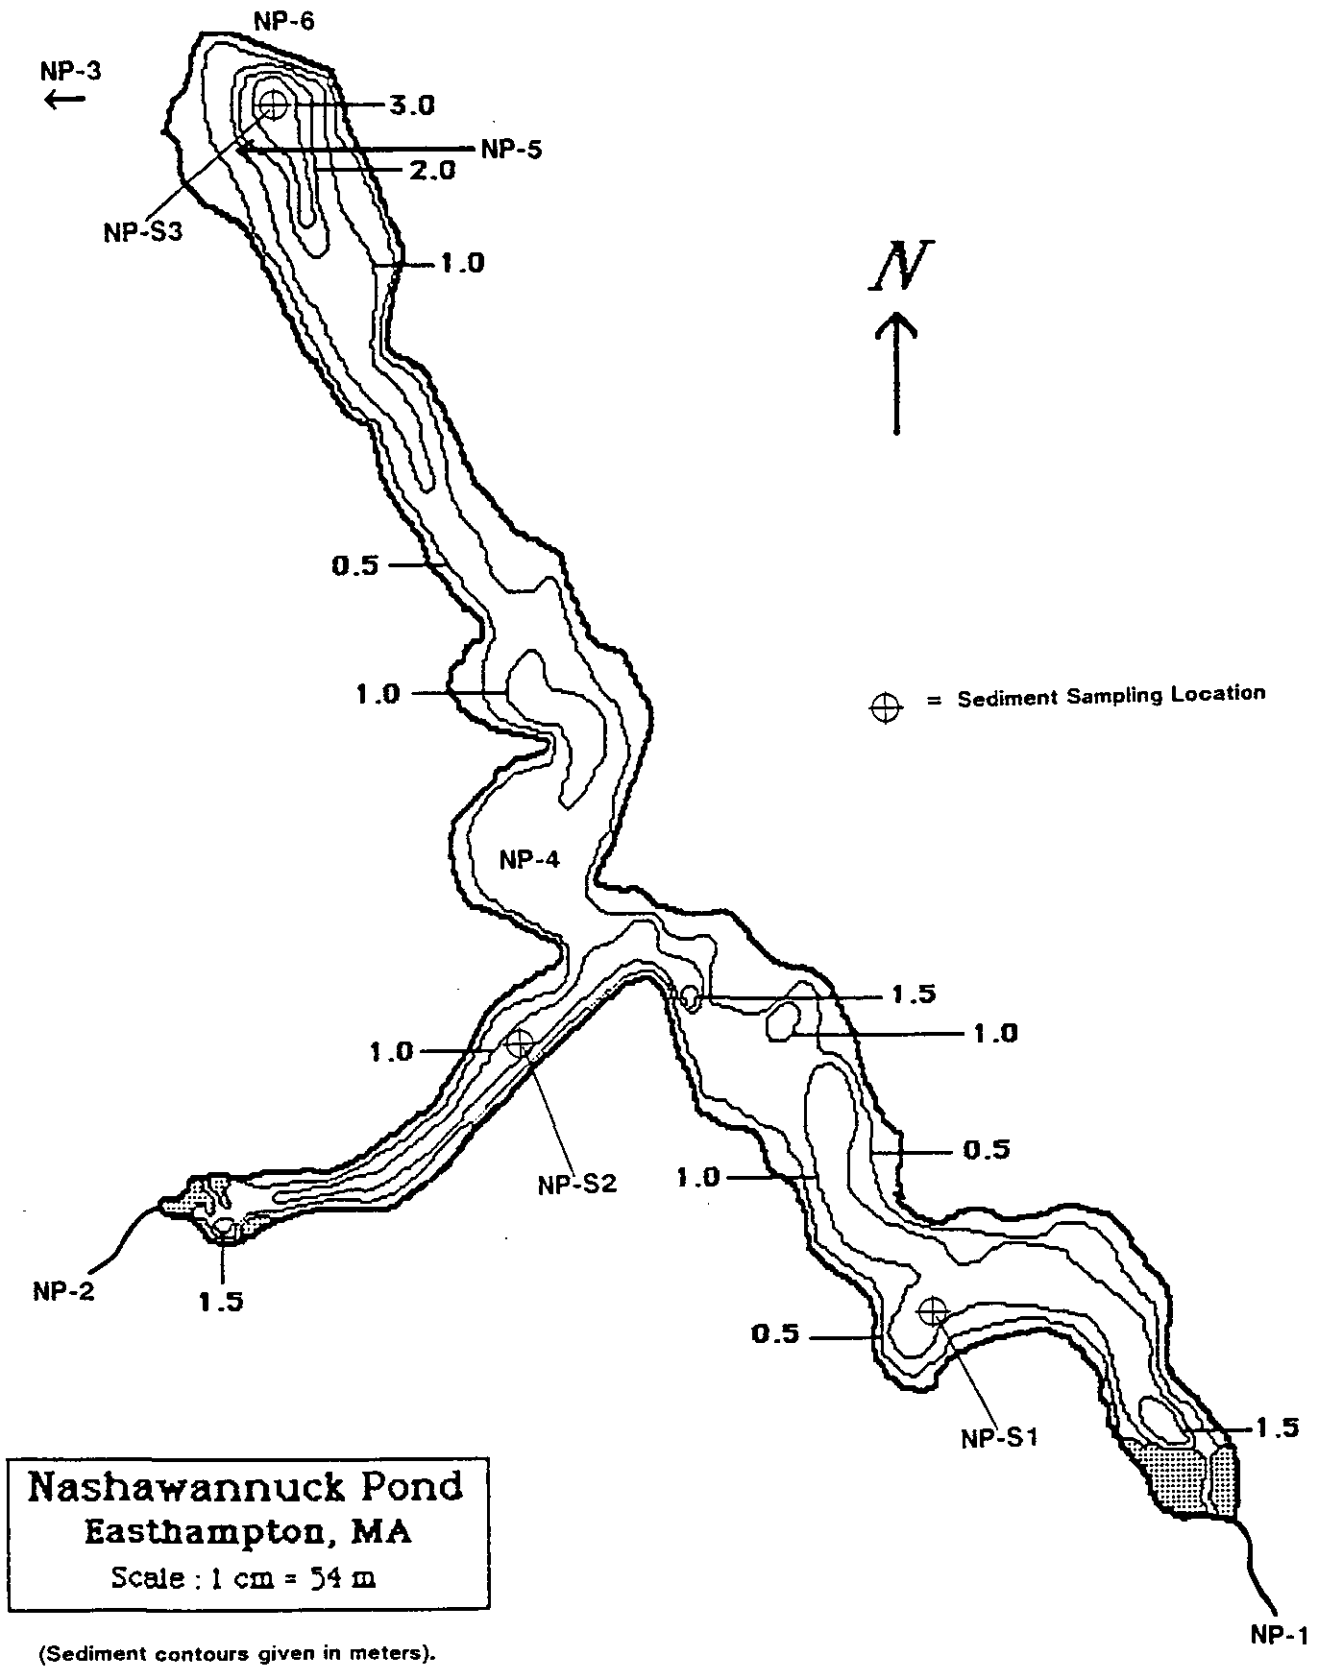 NP-6
NP-3
3.0
NP-5
2.0
NP-S3
1.0
N
0.5
1.0
= Sediment Sampling Location
NP-4
1.5
1.0
1.0
0.5
1.0
NP-S2
NP-2
1.5
0.5
NP-S1
1.5
Nashawannuck Pond
Easthampton, MA
Scale : 1 cm = 54 m
NP-1
(Sediment contours given in meters).